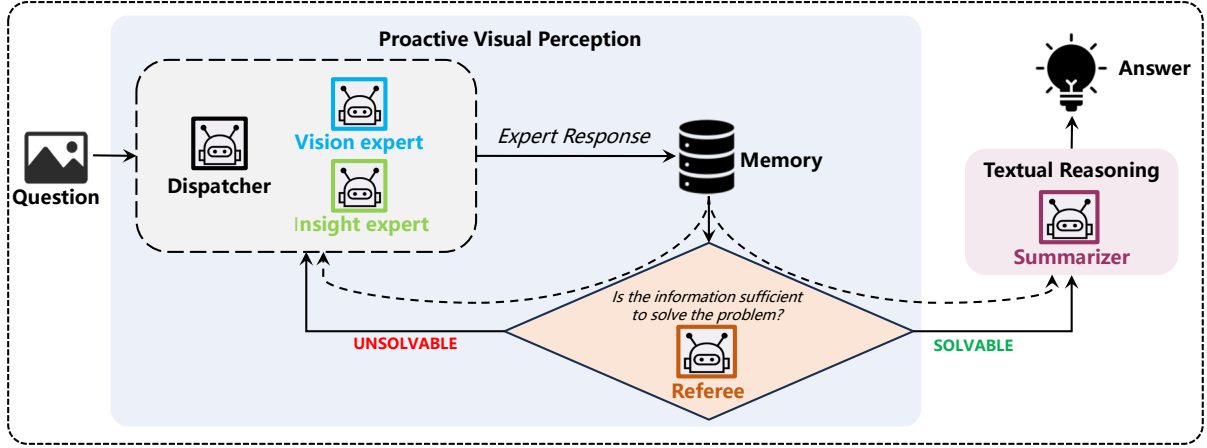 Proactive Visual Perception
Question
Dispatcher
Vision expert
Insight expert
Expert Response
Memory
Is the information sufficient
to solve the problem?
Referee
UNSOLVABLE
SOLVABLE
Textual Reasoning
Summarizer
Answer